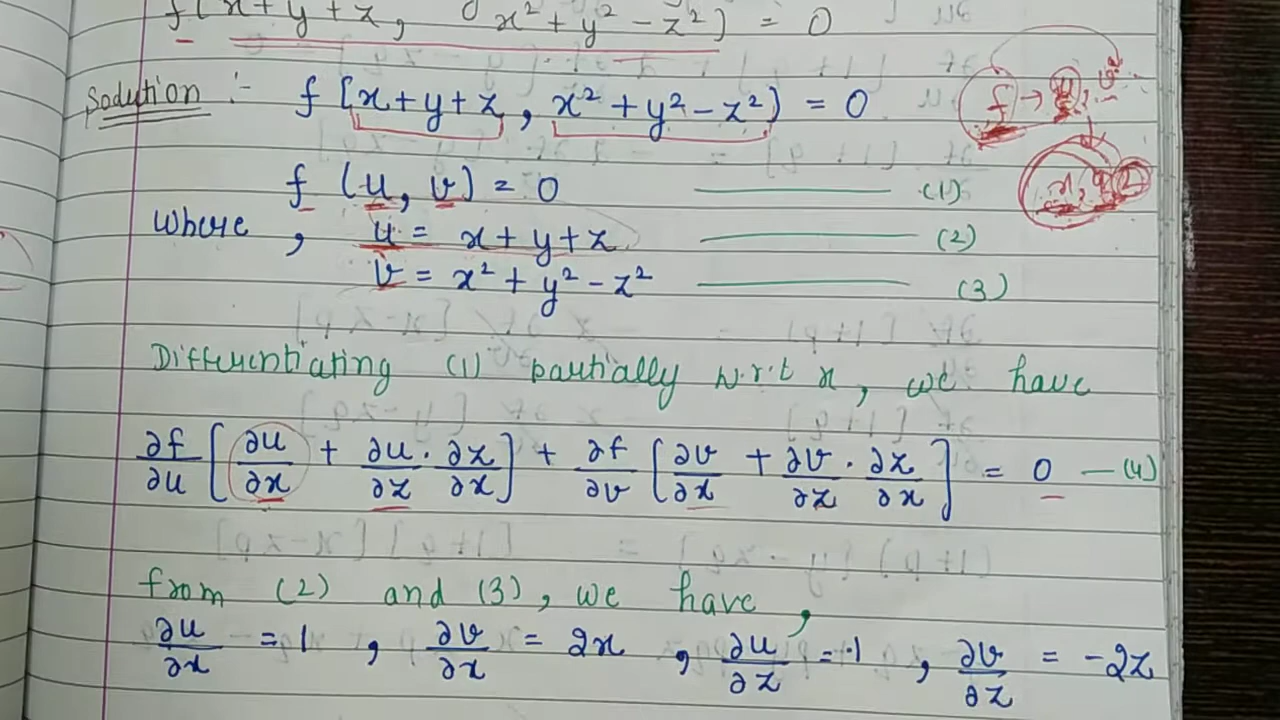 f(x+y+z, x²+y²-z²) = 0
Solution :- f[x+y+z, x²+y²-z²) = 0
f → u, v
x, y, z
f (u, v) = 0 ——— (1)
where, u = x+y+z ——— (2)
v = x²+y²-z² ——— (3)
Differentiating (1) partially w.r.t x, we have
∂f/∂u [∂u/∂x + ∂u/∂z · ∂z/∂x] + ∂f/∂v [∂v/∂x + ∂v/∂z · ∂z/∂x] = 0 — (4)
from (2) and (3), we have,
∂u/∂x = 1 , ∂v/∂x = 2x , ∂u/∂z = 1 , ∂v/∂z = -2z